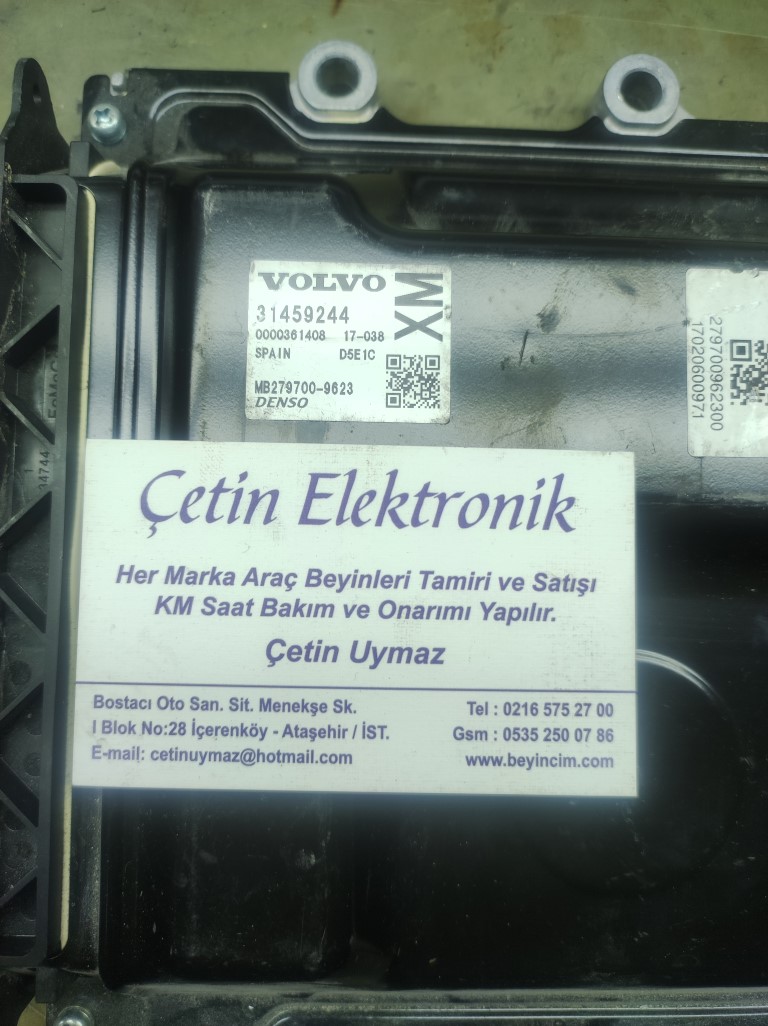 VOLVO
XM
31459244
0000361408 17-038
SPAIN D5E1C
MB279700-9623
DENSO
279700962300
17020600971
34744
Çetin Elektronik
Her Marka Araç Beyinleri Tamiri ve Satışı
KM Saat Bakım ve Onarımı Yapılır.
Çetin Uymaz
Bostacı Oto San. Sit. Menekşe Sk.
I Blok No:28 İçerenköy - Ataşehir / İST.
E-mail: cetinuymaz@hotmail.com
Tel : 0216 575 27 00
Gsm : 0535 250 07 86
www.beyincim.com